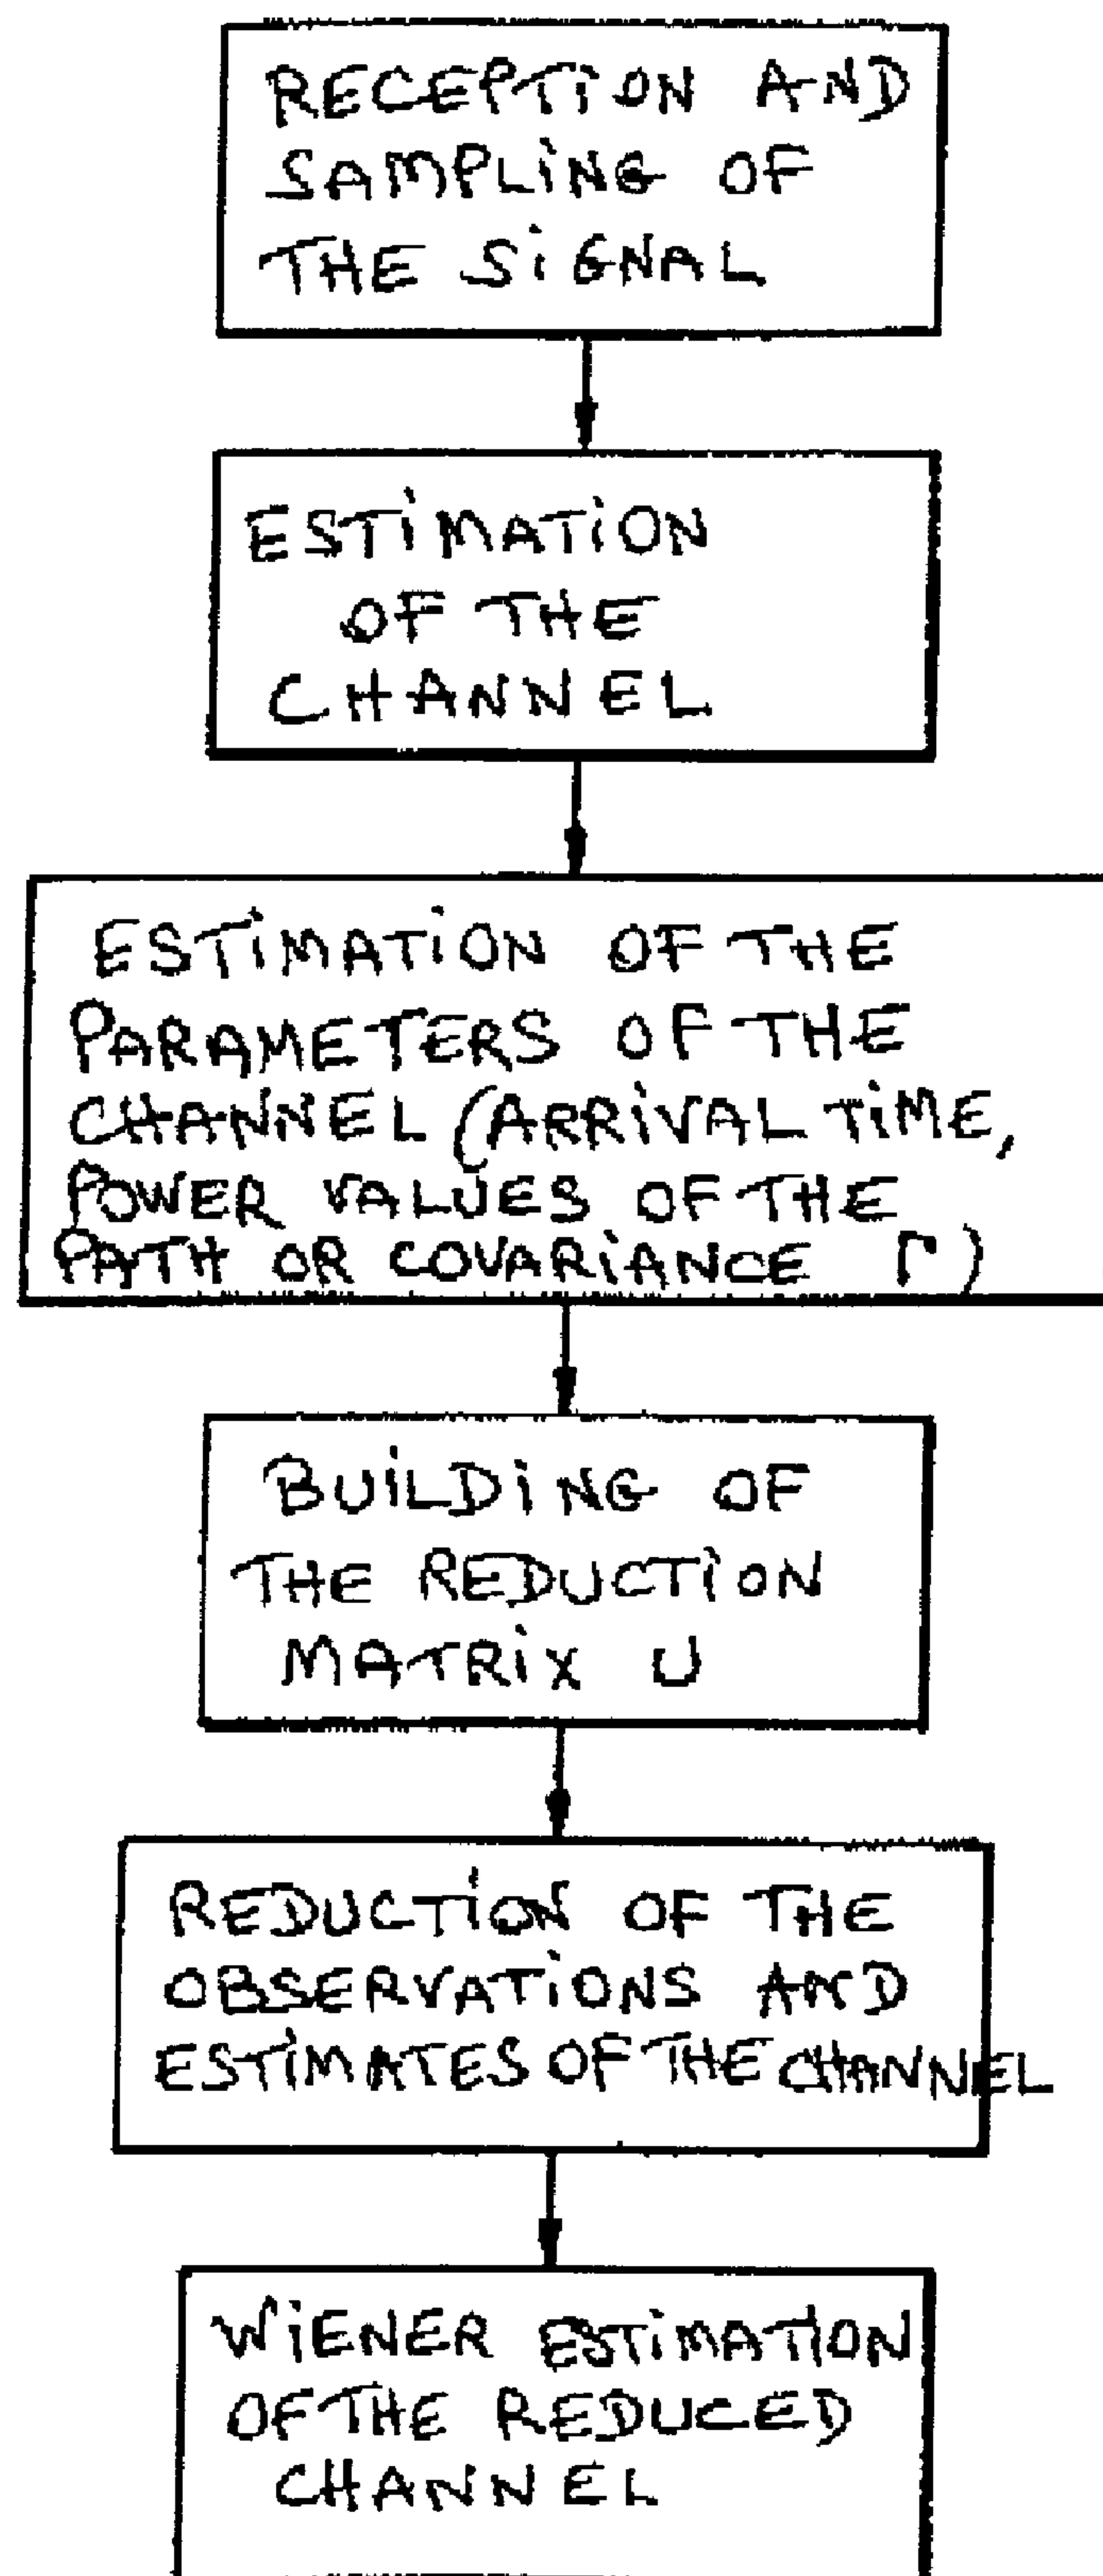 RECEPTION AND
SAMPLING OF
THE SIGNAL
ESTIMATION
OF THE
CHANNEL
ESTIMATION OF THE
PARAMETERS OF THE
CHANNEL (ARRIVAL TIME,
POWER VALUES OF THE
PATH OR COVARIANCE Γ)
BUILDING OF
THE REDUCTION
MATRIX U
REDUCTION OF THE
OBSERVATIONS AND
ESTIMATES OF THE CHANNEL
WIENER ESTIMATION
OF THE REDUCED
CHANNEL